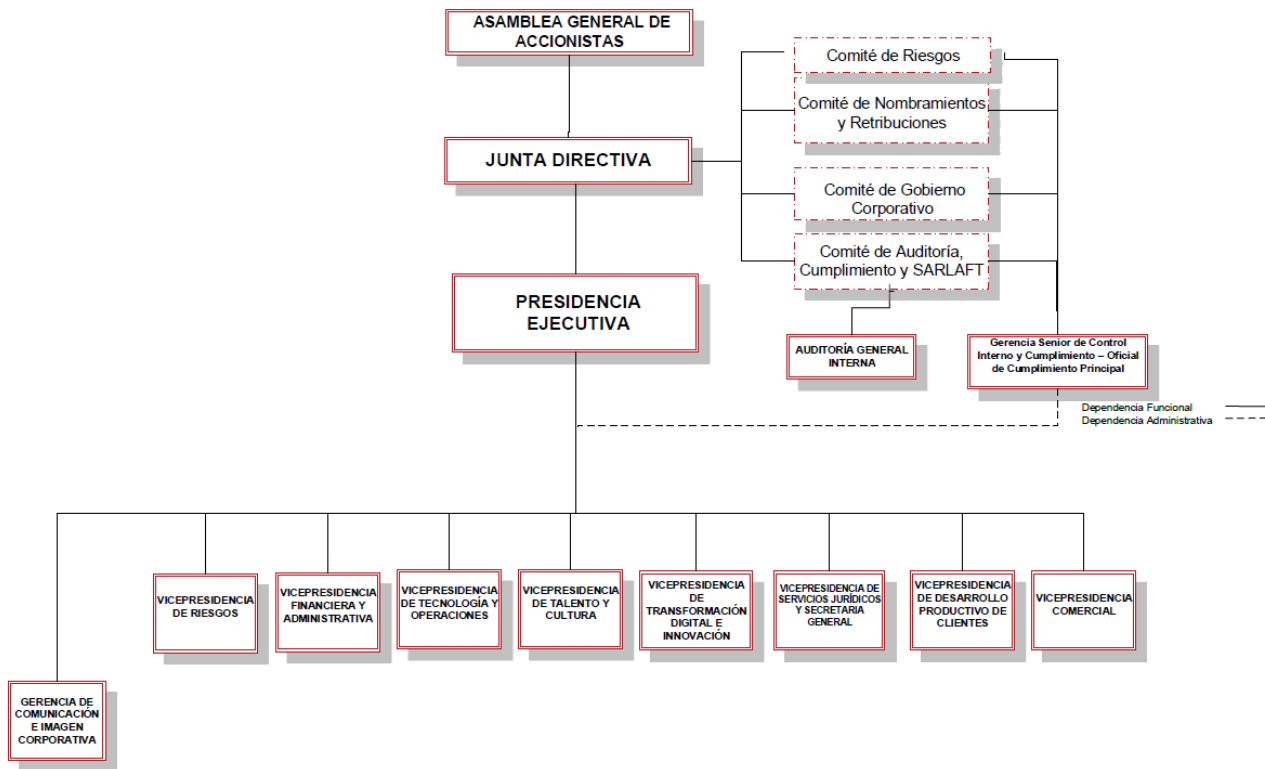 ASAMBLEA GENERAL DE
ACCIONISTAS
Comité de Riesgos
Comité de Nombramientos
y Retribuciones
JUNTA DIRECTIVA
Comité de Gobierno
Corporativo
Comité de Auditoría,
Cumplimiento y SARLAFT
PRESIDENCIA
EJECUTIVA
AUDITORÍA GENERAL
INTERNA
Gerencia Senior de Control
Interno y Cumplimiento – Oficial
de Cumplimiento Principal
Dependencia Funcional
Dependencia Administrativa
VICEPRESIDENCIA
DE RIESGOS
VICEPRESIDENCIA
FINANCIERA Y
ADMINISTRATIVA
VICEPRESIDENCIA
DE TECNOLOGÍA Y
OPERACIONES
VICEPRESIDENCIA
DE TALENTO Y
CULTURA
VICEPRESIDENCIA
DE
TRANSFORMACIÓN
DIGITAL E
INNOVACIÓN
VICEPRESIDENCIA DE
SERVICIOS JURÍDICOS
Y SECRETARIA
GENERAL
VICEPRESIDENCIA
DE DESARROLLO
PRODUCTIVO DE
CLIENTES
VICEPRESIDENCIA
COMERCIAL
GERENCIA DE
COMUNICACIÓN
E IMAGEN
CORPORATIVA